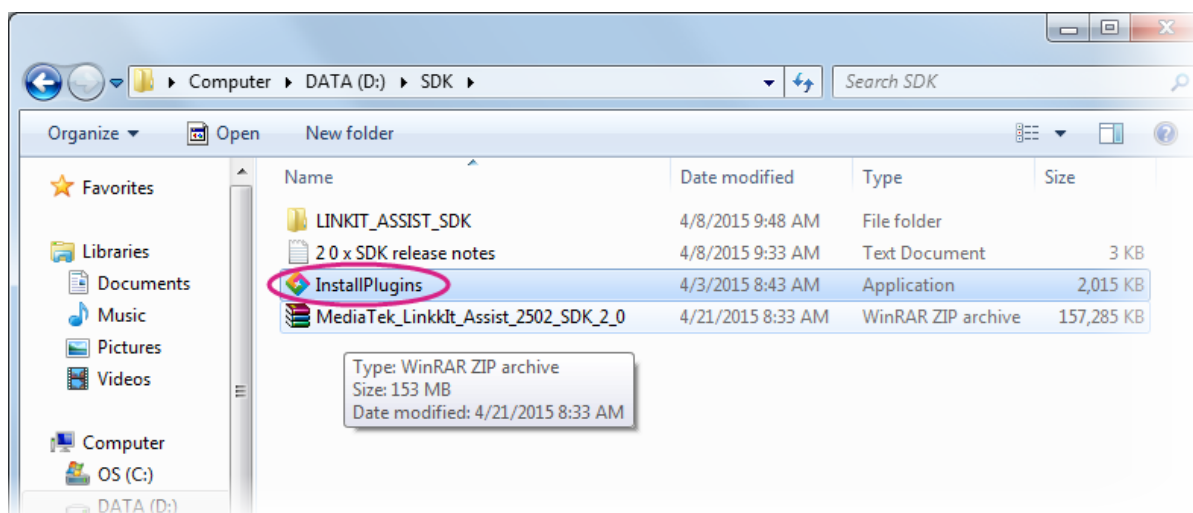 Computer DATA (D:) SDK
Search SDK
Organize Open New folder
Name Date modified Type Size
Favorites
LINKIT_ASSIST_SDK 4/8/2015 9:48 AM File folder
Libraries
2 0 x SDK release notes 4/8/2015 9:33 AM Text Document 3 KB
Documents
InstallPlugins 4/3/2015 8:43 AM Application 2,015 KB
Music
MediaTek_LinkkIt_Assist_2502_SDK_2_0 4/21/2015 8:33 AM WinRAR ZIP archive 157,285 KB
Pictures
Videos
Type: WinRAR ZIP archive
Size: 153 MB
Date modified: 4/21/2015 8:33 AM
Computer
OS (C:)
DATA (D:)